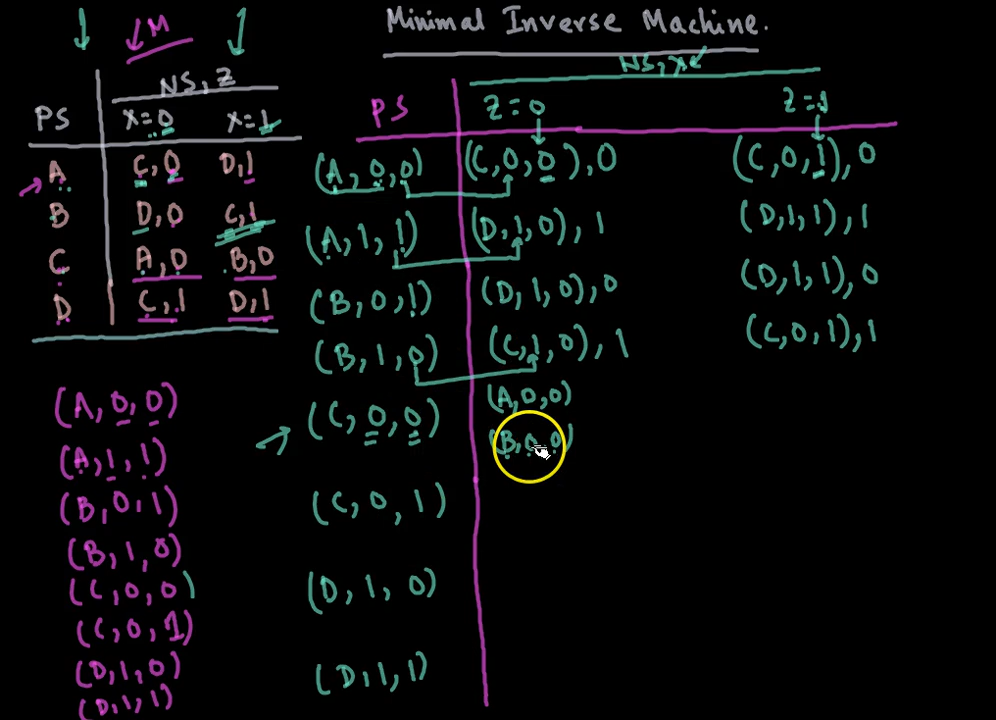 Minimal Inverse Machine.
M
NS, Z
PS X=0 X=1
A C,0 D,1
B D,0 C,1
C A,0 B,0
D C,1 D,1
(A,0,0)
(A,1,1)
(B,0,1)
(B,1,0)
(C,0,0)
(C,0,1)
(D,1,0)
(D,1,1)
NS, X
PS Z=0 Z=1
(A,0,0) (C,0,0),0 (C,0,1),0
(A,1,1) (D,1,0),1 (D,1,1),1
(B,0,1) (D,1,0),0 (D,1,1),0
(B,1,0) (C,1,0),1 (C,0,1),1
(C,0,0) (A,0,0)
(B,0,0)
(C,0,1)
(D,1,0)
(D,1,1)